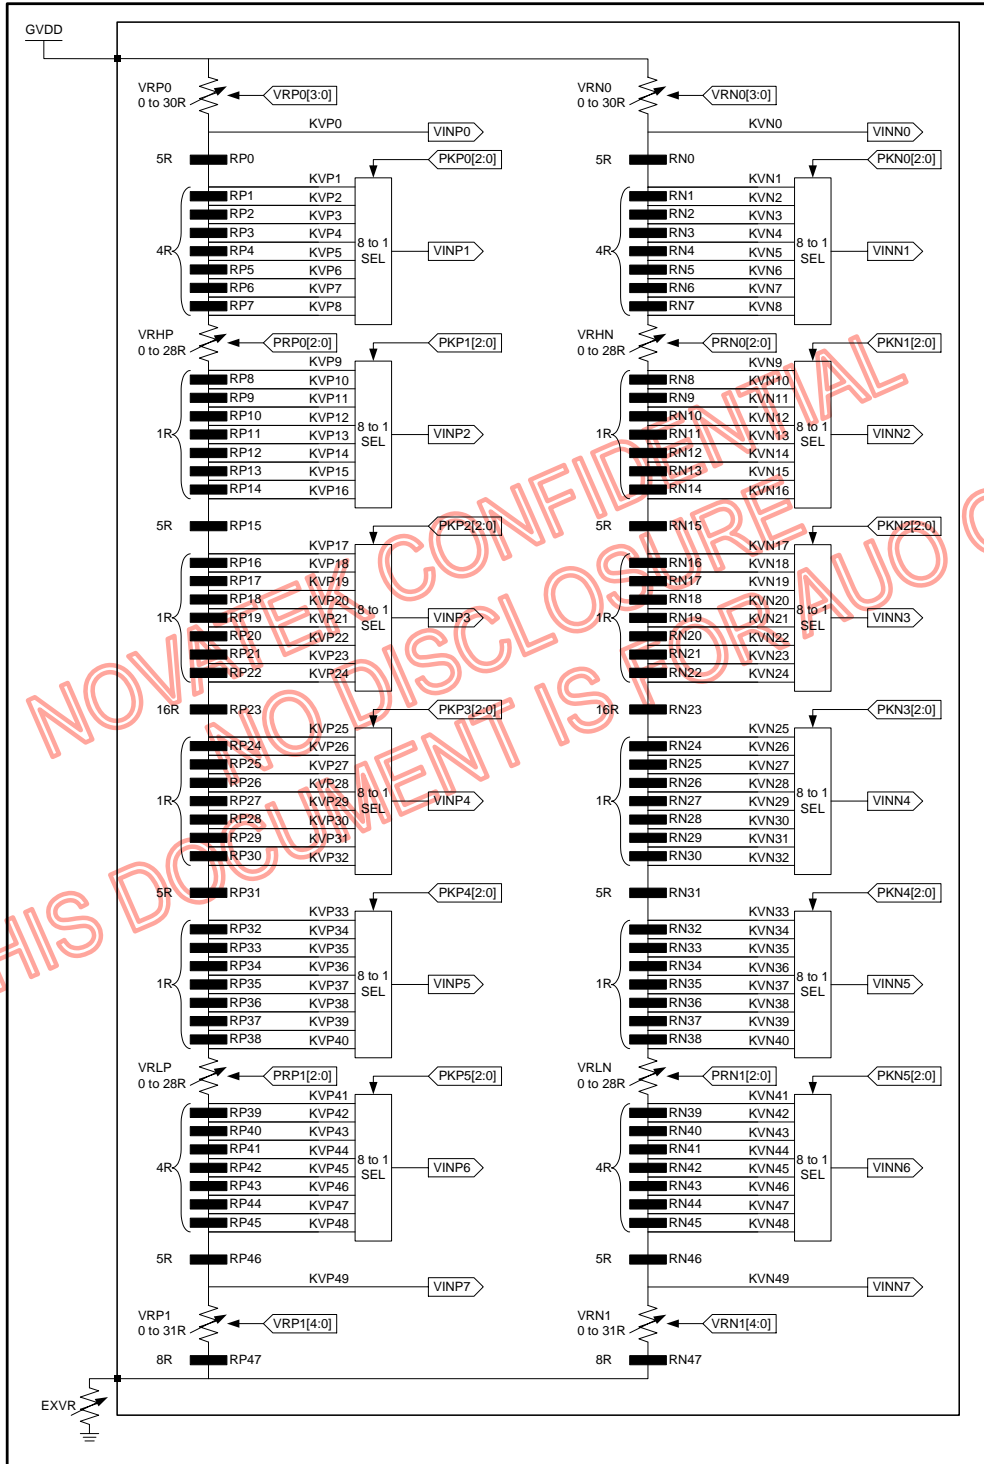 GVDD
VRP0
0 to 30R
VRP0[3:0]
KVP0
VINP0
5R
RP0
PKP0[2:0]
KVP1
RP1
KVP2
RP2
KVP3
RP3
KVP4
4R
RP4
KVP5
RP5
KVP6
RP6
KVP7
RP7
KVP8
8 to 1
SEL
VINP1
VRHP
0 to 28R
PRP0[2:0]
PKP1[2:0]
KVP9
RP8
KVP10
RP9
KVP11
RP10
KVP12
1R
RP11
KVP13
RP12
KVP14
RP13
KVP15
RP14
KVP16
8 to 1
SEL
VINP2
5R
RP15
PKP2[2:0]
KVP17
RP16
KVP18
RP17
KVP19
RP18
KVP20
1R
RP19
KVP21
RP20
KVP22
RP21
KVP23
RP22
KVP24
8 to 1
SEL
VINP3
16R
RP23
PKP3[2:0]
KVP25
RP24
KVP26
RP25
KVP27
RP26
KVP28
1R
RP27
KVP29
RP28
KVP30
RP29
KVP31
RP30
KVP32
8 to 1
SEL
VINP4
5R
RP31
PKP4[2:0]
KVP33
RP32
KVP34
RP33
KVP35
RP34
KVP36
1R
RP35
KVP37
RP36
KVP38
RP37
KVP39
RP38
KVP40
8 to 1
SEL
VINP5
VRLP
0 to 28R
PRP1[2:0]
PKP5[2:0]
KVP41
RP39
KVP42
RP40
KVP43
RP41
KVP44
4R
RP42
KVP45
RP43
KVP46
RP44
KVP47
RP45
KVP48
8 to 1
SEL
VINP6
5R
RP46
KVP49
VINP7
VRP1
0 to 31R
VRP1[4:0]
8R
RP47
EXVR
VRN0
0 to 30R
VRN0[3:0]
KVN0
VINN0
5R
RN0
PKN0[2:0]
KVN1
RN1
KVN2
RN2
KVN3
RN3
KVN4
4R
RN4
KVN5
RN5
KVN6
RN6
KVN7
RN7
KVN8
8 to 1
SEL
VINN1
VRHN
0 to 28R
PRN0[2:0]
PKN1[2:0]
KVN9
RN8
KVN10
RN9
KVN11
RN10
KVN12
1R
RN11
KVN13
RN12
KVN14
RN13
KVN15
RN14
KVN16
8 to 1
SEL
VINN2
5R
RN15
PKN2[2:0]
KVN17
RN16
KVN18
RN17
KVN19
RN18
KVN20
1R
RN19
KVN21
RN20
KVN22
RN21
KVN23
RN22
KVN24
8 to 1
SEL
VINN3
16R
RN23
PKN3[2:0]
KVN25
RN24
KVN26
RN25
KVN27
RN26
KVN28
1R
RN27
KVN29
RN28
KVN30
RN29
KVN31
RN30
KVN32
8 to 1
SEL
VINN4
5R
RN31
PKN4[2:0]
KVN33
RN32
KVN34
RN33
KVN35
RN34
KVN36
1R
RN35
KVN37
RN36
KVN38
RN37
KVN39
RN38
KVN40
8 to 1
SEL
VINN5
VRLN
0 to 28R
PRN1[2:0]
PKN5[2:0]
KVN41
RN39
KVN42
RN40
KVN43
RN41
KVN44
4R
RN42
KVN45
RN43
KVN46
RN44
KVN47
RN45
KVN48
8 to 1
SEL
VINN6
5R
RN46
KVN49
VINN7
VRN1
0 to 31R
VRN1[4:0]
8R
RN47
NOVATEK CONFIDENTIAL
NO DISCLOSURE
HIS DOCUMENT IS FOR AUO